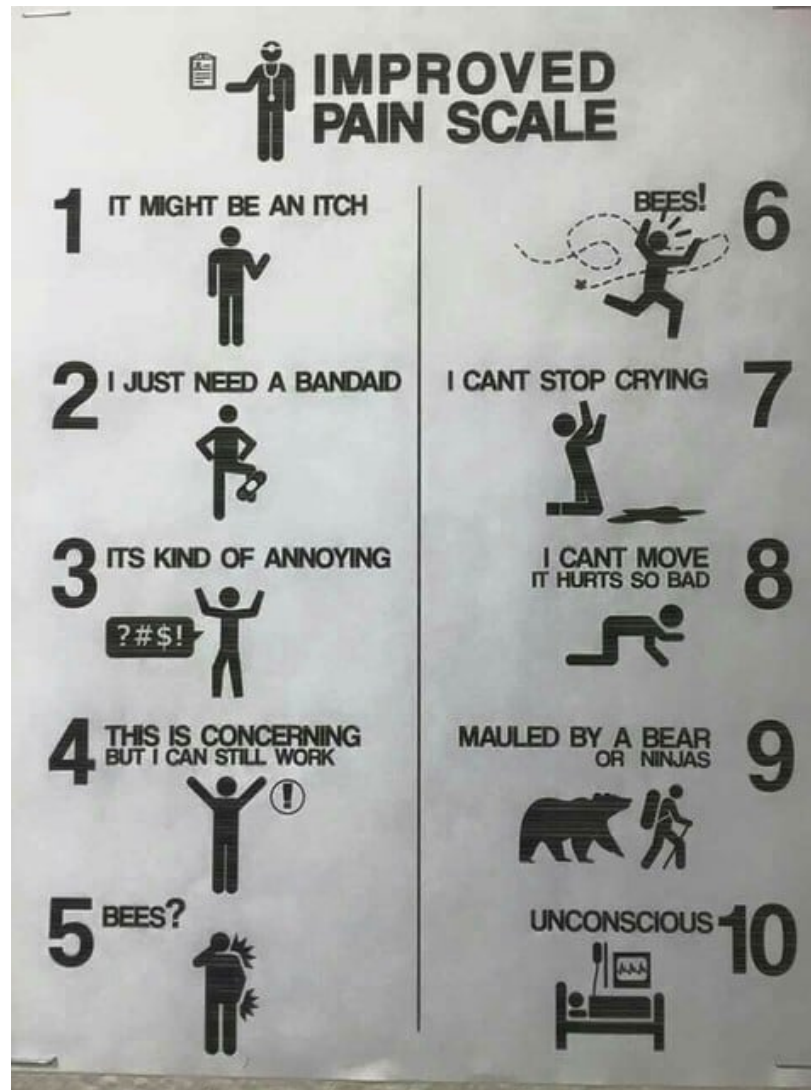 IMPROVED
PAIN SCALE
1 IT MIGHT BE AN ITCH
2 I JUST NEED A BANDAID
3 ITS KIND OF ANNOYING
?#$!
4 THIS IS CONCERNING
BUT I CAN STILL WORK
!
5 BEES?
BEES! 6
I CANT STOP CRYING 7
I CANT MOVE 8
IT HURTS SO BAD
MAULED BY A BEAR 9
OR NINJAS
UNCONSCIOUS 10